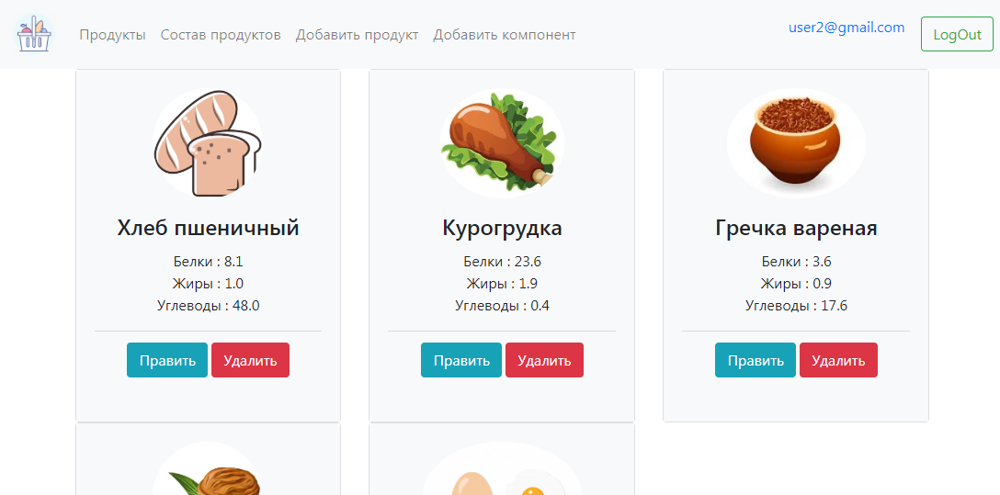 Продукты Состав продуктов Добавить продукт Добавить компонент user2@gmail.com LogOut
Хлеб пшеничный
Белки : 8.1
Жиры : 1.0
Углеводы : 48.0
Править Удалить
Курогрудка
Белки : 23.6
Жиры : 1.9
Углеводы : 0.4
Править Удалить
Гречка вареная
Белки : 3.6
Жиры : 0.9
Углеводы : 17.6
Править Удалить